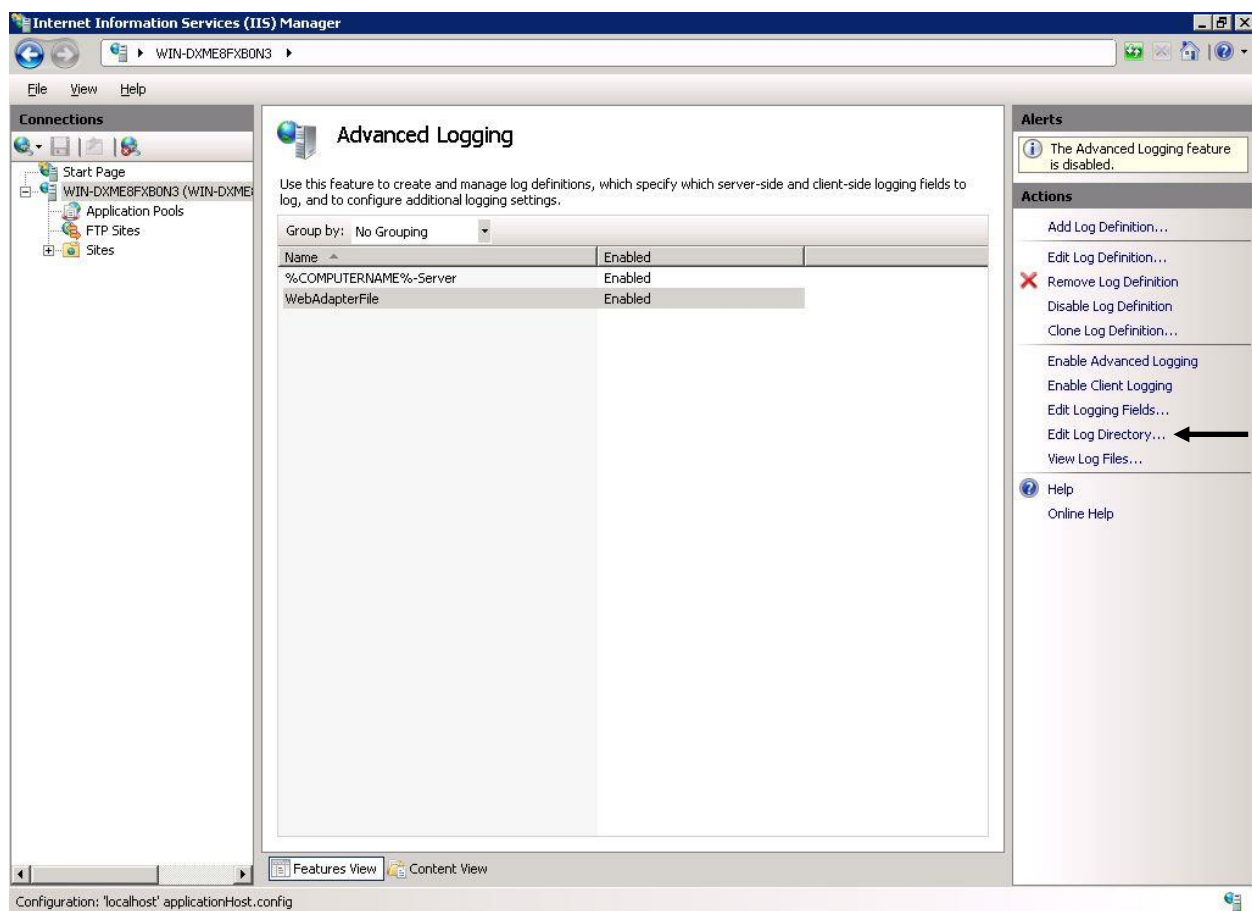 Internet Information Services (IIS) Manager
WIN-DXME8FXB0N3
File View Help
Connections
Start Page
WIN-DXME8FXB0N3 (WIN-DXME8
Application Pools
FTP Sites
Sites
Advanced Logging
Use this feature to create and manage log definitions, which specify which server-side and client-side logging fields to
log, and to configure additional logging settings.
Group by: No Grouping
Name Enabled
%COMPUTERNAME%-Server Enabled
WebAdapterFile Enabled
Features View Content View
Alerts
The Advanced Logging feature
is disabled.
Actions
Add Log Definition...
Edit Log Definition...
Remove Log Definition
Disable Log Definition
Clone Log Definition...
Enable Advanced Logging
Enable Client Logging
Edit Logging Fields...
Edit Log Directory...
View Log Files...
Help
Online Help
Configuration: 'localhost' applicationHost.config